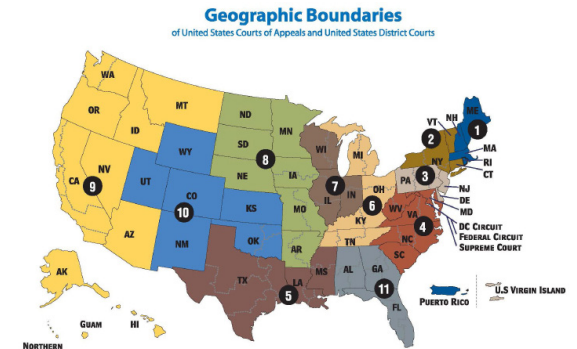 Geographic Boundaries
of United States Courts of Appeals and United States District Courts
WA
MT
ND
ME
OR
ID
MN
VT
NH
1
2
SD
WI
MI
NY
MA
WY
8
3
RI
CT
NV
NE
IA
PA
CA
9
UT
CO
7
IL
IN
OH
NJ
DE
MD
10
KS
MO
6
WV
VA
KY
4
DC CIRCUIT
FEDERAL CIRCUIT
SUPREME COURT
AZ
NM
OK
AR
TN
NC
SC
TX
MS
AL
GA
LA
5
11
AK
FL
PUERTO RICO
U.S VIRGIN ISLAND
GUAM
HI
NORTHERN